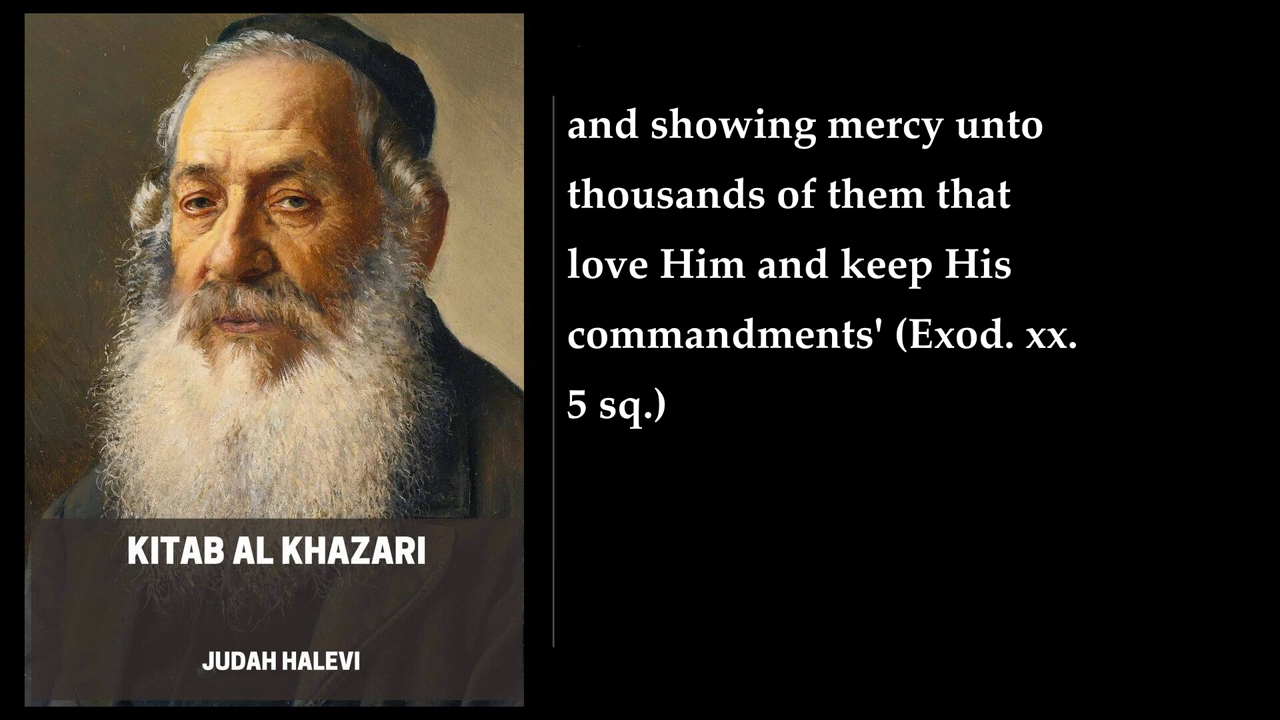 KITAB AL KHAZARI
JUDAH HALEVI
and showing mercy unto
thousands of them that
love Him and keep His
commandments' (Exod. xx.
5 sq.)